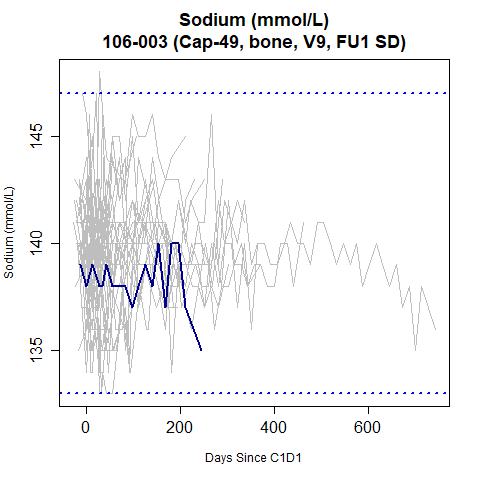 Sodium (mmol/L)
106-003 (Cap-49, bone, V9, FU1 SD)
Sodium (mmol/L)
145
140
135
0 200 400 600
Days Since C1D1